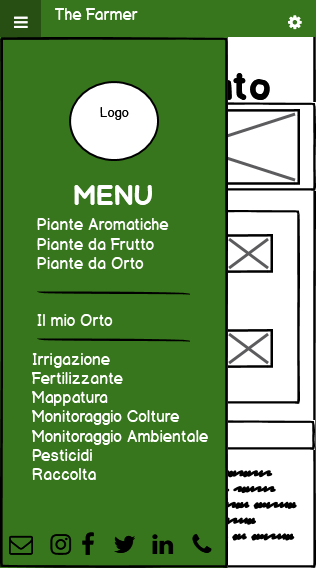 The Farmer
Logo
MENU
Piante Aromatiche
Piante da Frutto
Piante da Orto
Il mio Orto
Irrigazione
Fertilizzante
Mappatura
Monitoraggio Colture
Monitoraggio Ambientale
Pesticidi
Raccolta